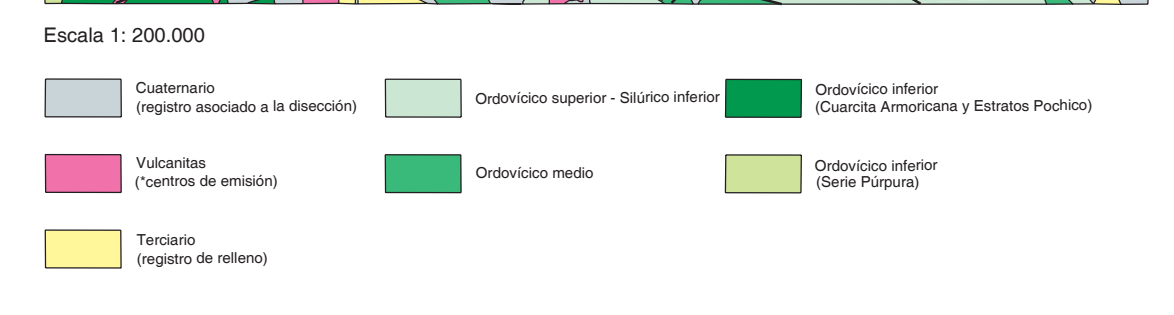 Escala 1: 200.000
Cuaternario
(registro asociado a la disección)
Ordovícico superior - Silúrico inferior
Ordovícico inferior
(Cuarcita Armoricana y Estratos Pochico)
Vulcanitas
(*centros de emisión)
Ordovícico medio
Ordovícico inferior
(Serie Púrpura)
Terciario
(registro de relleno)